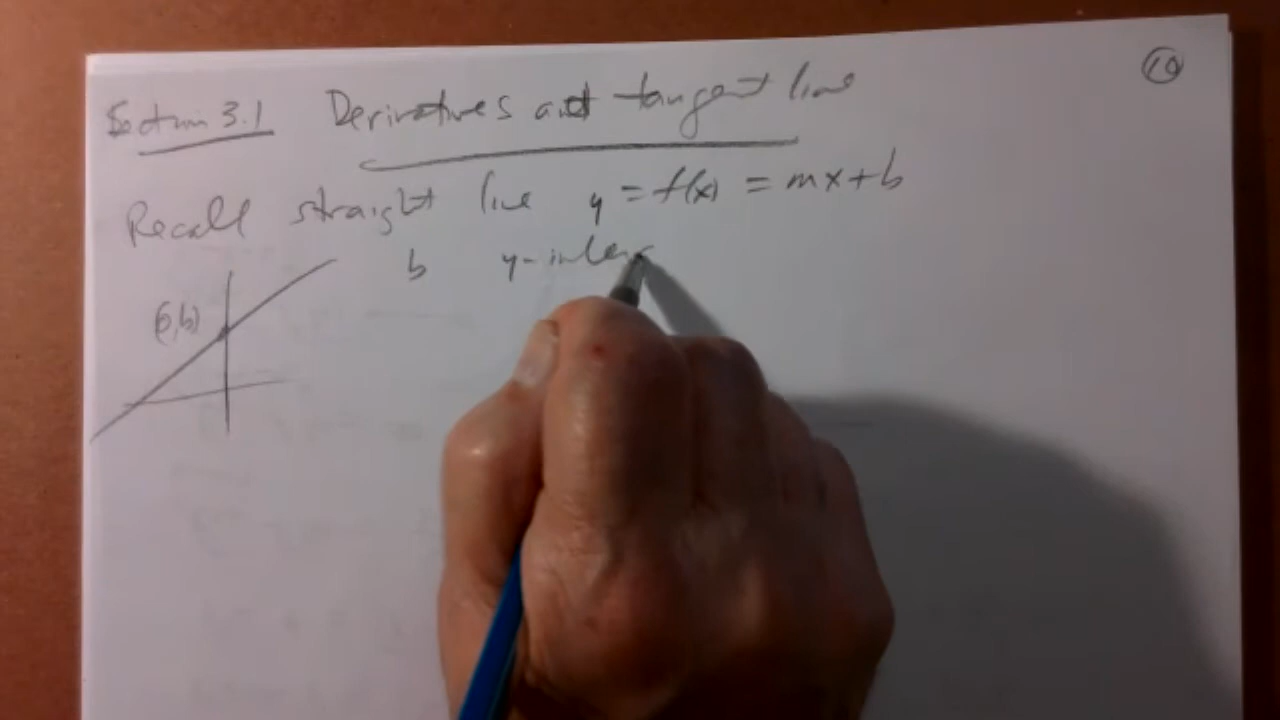 10
Section 3.1 Derivatives and tangent line
Recall straight line y = f(x) = mx+b
b y-inter
(0,b)